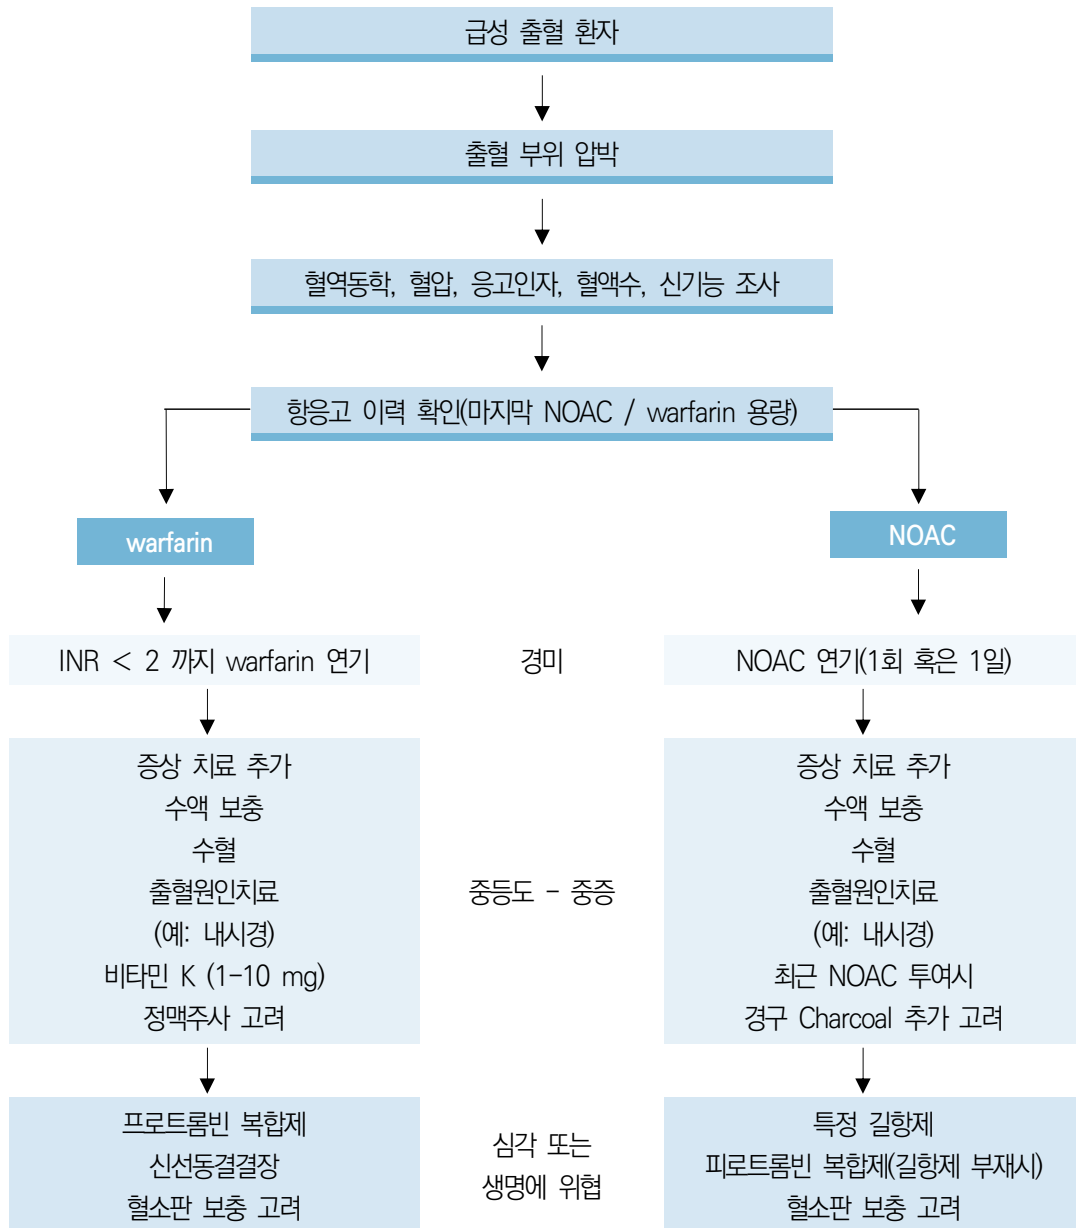 급성 출혈 환자
출혈 부위 압박
혈역동학, 혈압, 응고인자, 혈액수, 신기능 조사
항응고 이력 확인(마지막 NOAC / warfarin 용량)
warfarin
NOAC
INR < 2 까지 warfarin 연기
경미
NOAC 연기(1회 혹은 1일)
증상 치료 추가
수액 보충
수혈
출혈원인치료
(예: 내시경)
비타민 K (1-10 mg)
정맥주사 고려
중등도 - 중증
증상 치료 추가
수액 보충
수혈
출혈원인치료
(예: 내시경)
최근 NOAC 투여시
경구 Charcoal 추가 고려
프로트롬빈 복합제
신선동결결장
혈소판 보충 고려
심각 또는
생명에 위협
특정 길항제
피로트롬빈 복합제(길항제 부재시)
혈소판 보충 고려